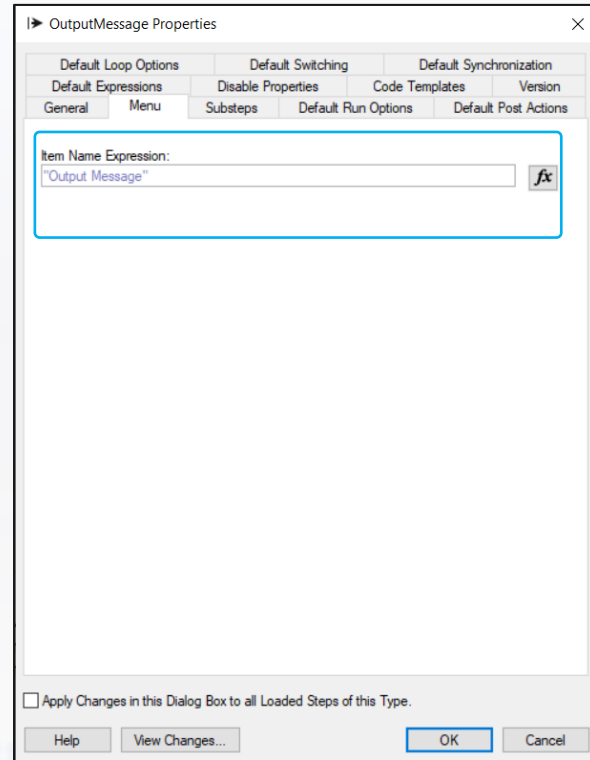 OutputMessage Properties
Default Loop Options Default Switching Default Synchronization
Default Expressions Disable Properties Code Templates Version
General Menu Substeps Default Run Options Default Post Actions
Item Name Expression:
"Output Message" fx
Apply Changes in this Dialog Box to all Loaded Steps of this Type.
Help View Changes... OK Cancel